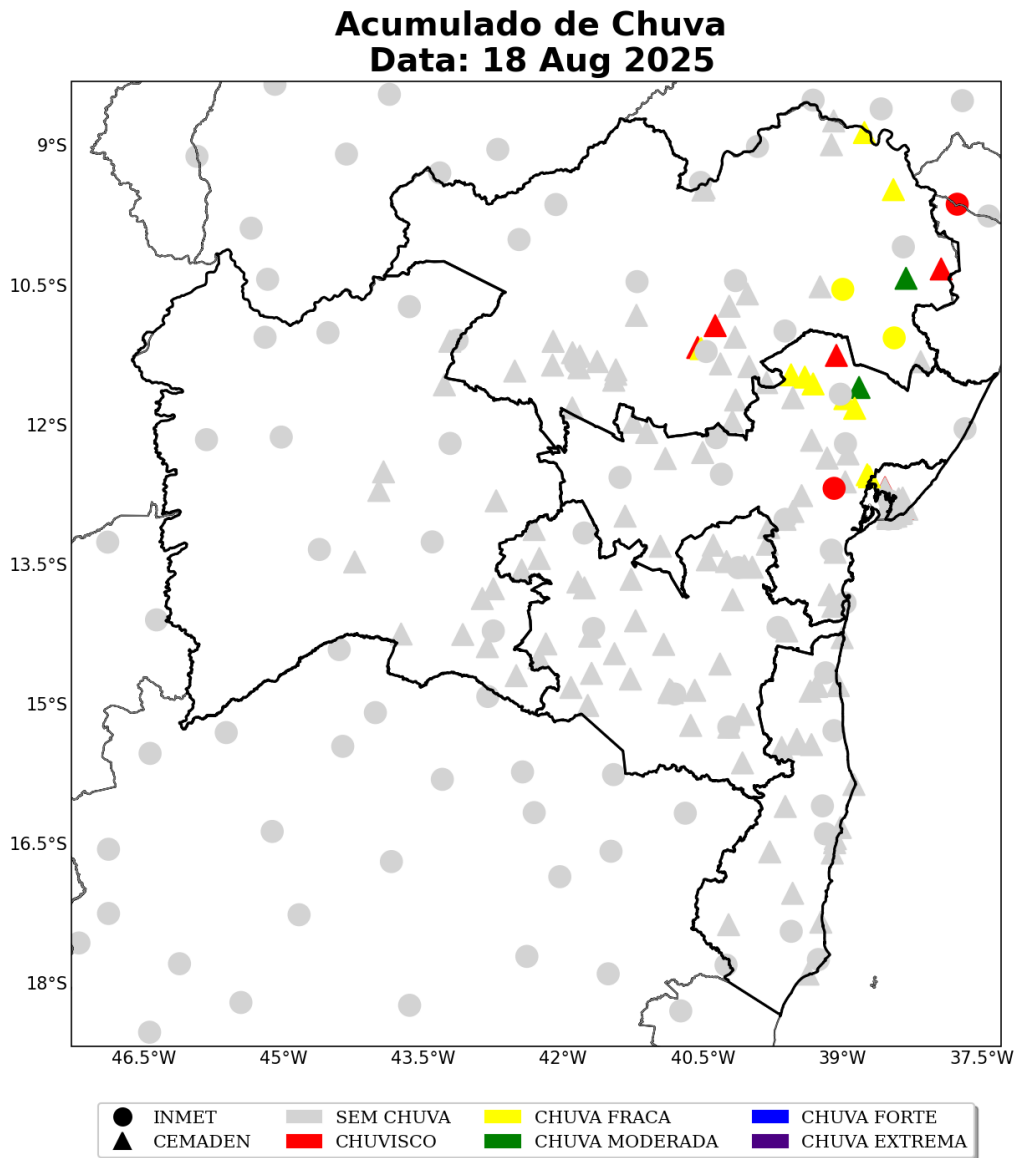 Acumulado de Chuva
Data: 18 Aug 2025
9°S
10.5°S
12°S
13.5°S
15°S
16.5°S
18°S
46.5°W 45°W 43.5°W 42°W 40.5°W 39°W 37.5°W
INMET SEM CHUVA CHUVA FRACA CHUVA FORTE
CEMADEN CHUVISCO CHUVA MODERADA CHUVA EXTREMA